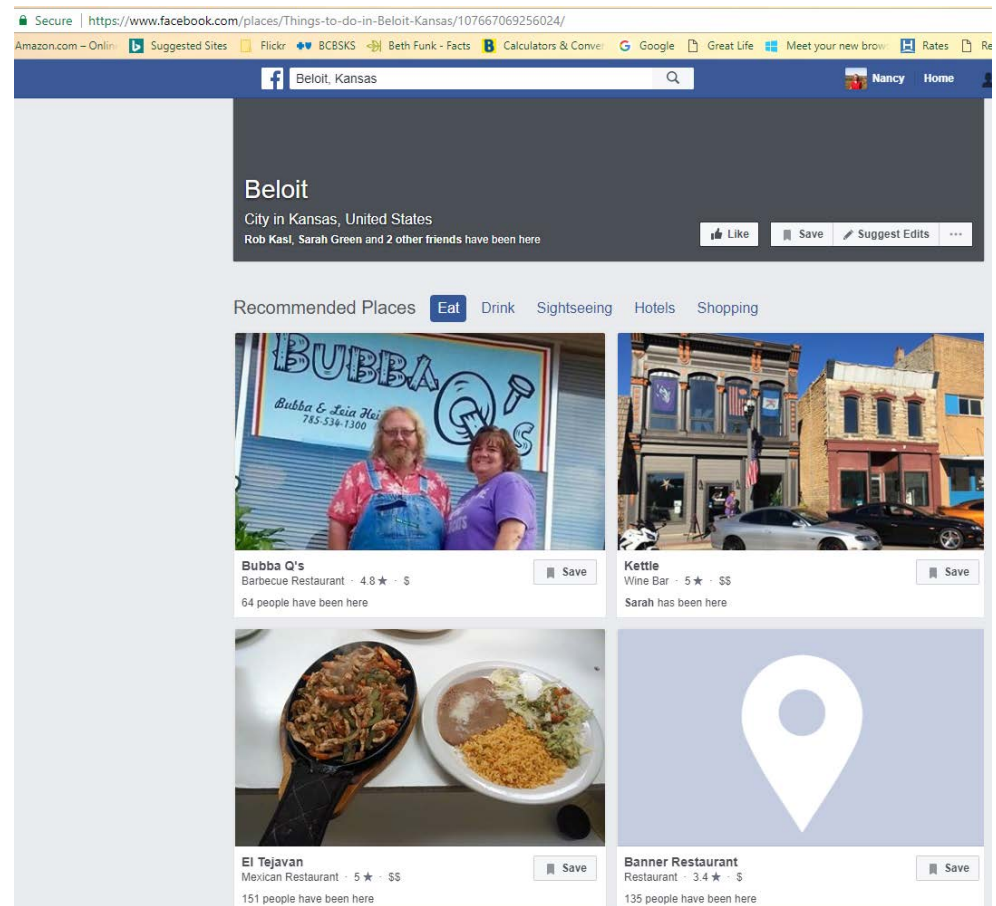 Secure | https://www.facebook.com/places/Things-to-do-in-Beloit-Kansas/107667069256024/
Amazon.com – Onlin Suggested Sites Flickr BCBSKS Beth Funk - Facts Calculators & Conver Google Great Life Meet your new brow Rates Re
Beloit, Kansas Nancy Home
Beloit
City in Kansas, United States
Rob Kasl, Sarah Green and 2 other friends have been here
Like Save Suggest Edits ...
Recommended Places Eat Drink Sightseeing Hotels Shopping
BUBBA
Q's
Bubba & Leia Hei
785-534-1300
Bubba Q's
Barbecue Restaurant · 4.8 ★ · $
Save
64 people have been here
Kettle
Wine Bar · 5 ★ · $$
Save
Sarah has been here
El Tejavan
Mexican Restaurant · 5 ★ · $$
Save
151 people have been here
Banner Restaurant
Restaurant · 3.4 ★ · $
Save
135 people have been here